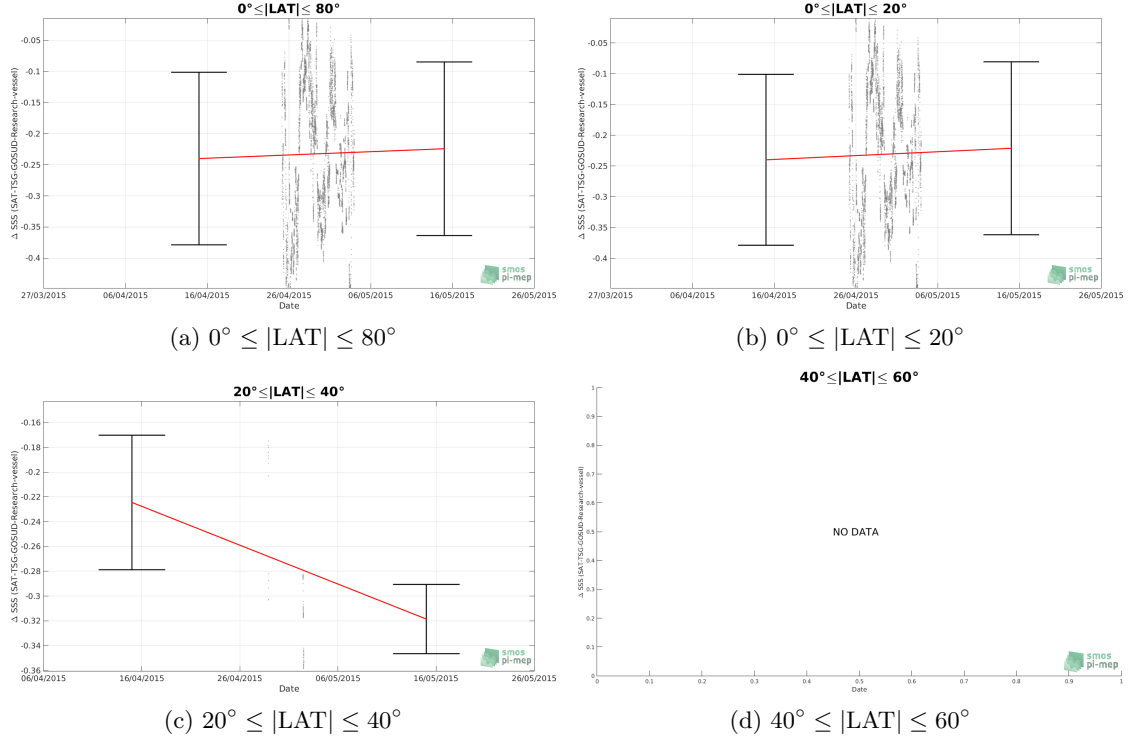 0°≤|LAT|≤ 80°
-0.05
-0.1
-0.15
-0.2
-0.25
-0.3
-0.35
-0.4
Δ SSS (SAT-TSG-GOSUD-Research-vessel)
27/03/2015 06/04/2015 16/04/2015 26/04/2015 06/05/2015 16/05/2015 26/05/2015
Date
smos
pi-mep
(a) 0° ≤ |LAT| ≤ 80°
0°≤|LAT|≤ 20°
-0.05
-0.1
-0.15
-0.2
-0.25
-0.3
-0.35
-0.4
Δ SSS (SAT-TSG-GOSUD-Research-vessel)
27/03/2015 06/04/2015 16/04/2015 26/04/2015 06/05/2015 16/05/2015 26/05/2015
Date
smos
pi-mep
(b) 0° ≤ |LAT| ≤ 20°
20°≤|LAT|≤ 40°
-0.16
-0.18
-0.2
-0.22
-0.24
-0.26
-0.28
-0.3
-0.32
-0.34
-0.36
Δ SSS (SAT-TSG-GOSUD-Research-vessel)
06/04/2015 16/04/2015 26/04/2015 06/05/2015 16/05/2015 26/05/2015
Date
smos
pi-mep
(c) 20° ≤ |LAT| ≤ 40°
40°≤|LAT|≤ 60°
1
0.9
0.8
0.7
0.6
0.5
0.4
0.3
0.2
0.1
0
Δ SSS (SAT-TSG-GOSUD-Research-vessel)
NO DATA
0 0.1 0.2 0.3 0.4 0.5 0.6 0.7 0.8 0.9 1
Date
smos
pi-mep
(d) 40° ≤ |LAT| ≤ 60°